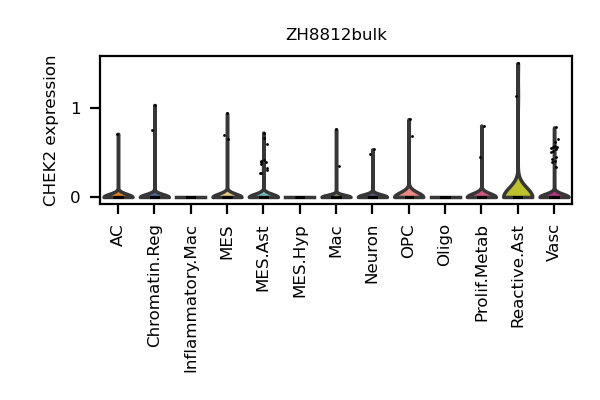 ZH8812bulk
CHEK2 expression
1
0
AC
Chromatin.Reg
Inflammatory.Mac
MES
MES.Ast
MES.Hyp
Mac
Neuron
OPC
Oligo
Prolif.Metab
Reactive.Ast
Vasc